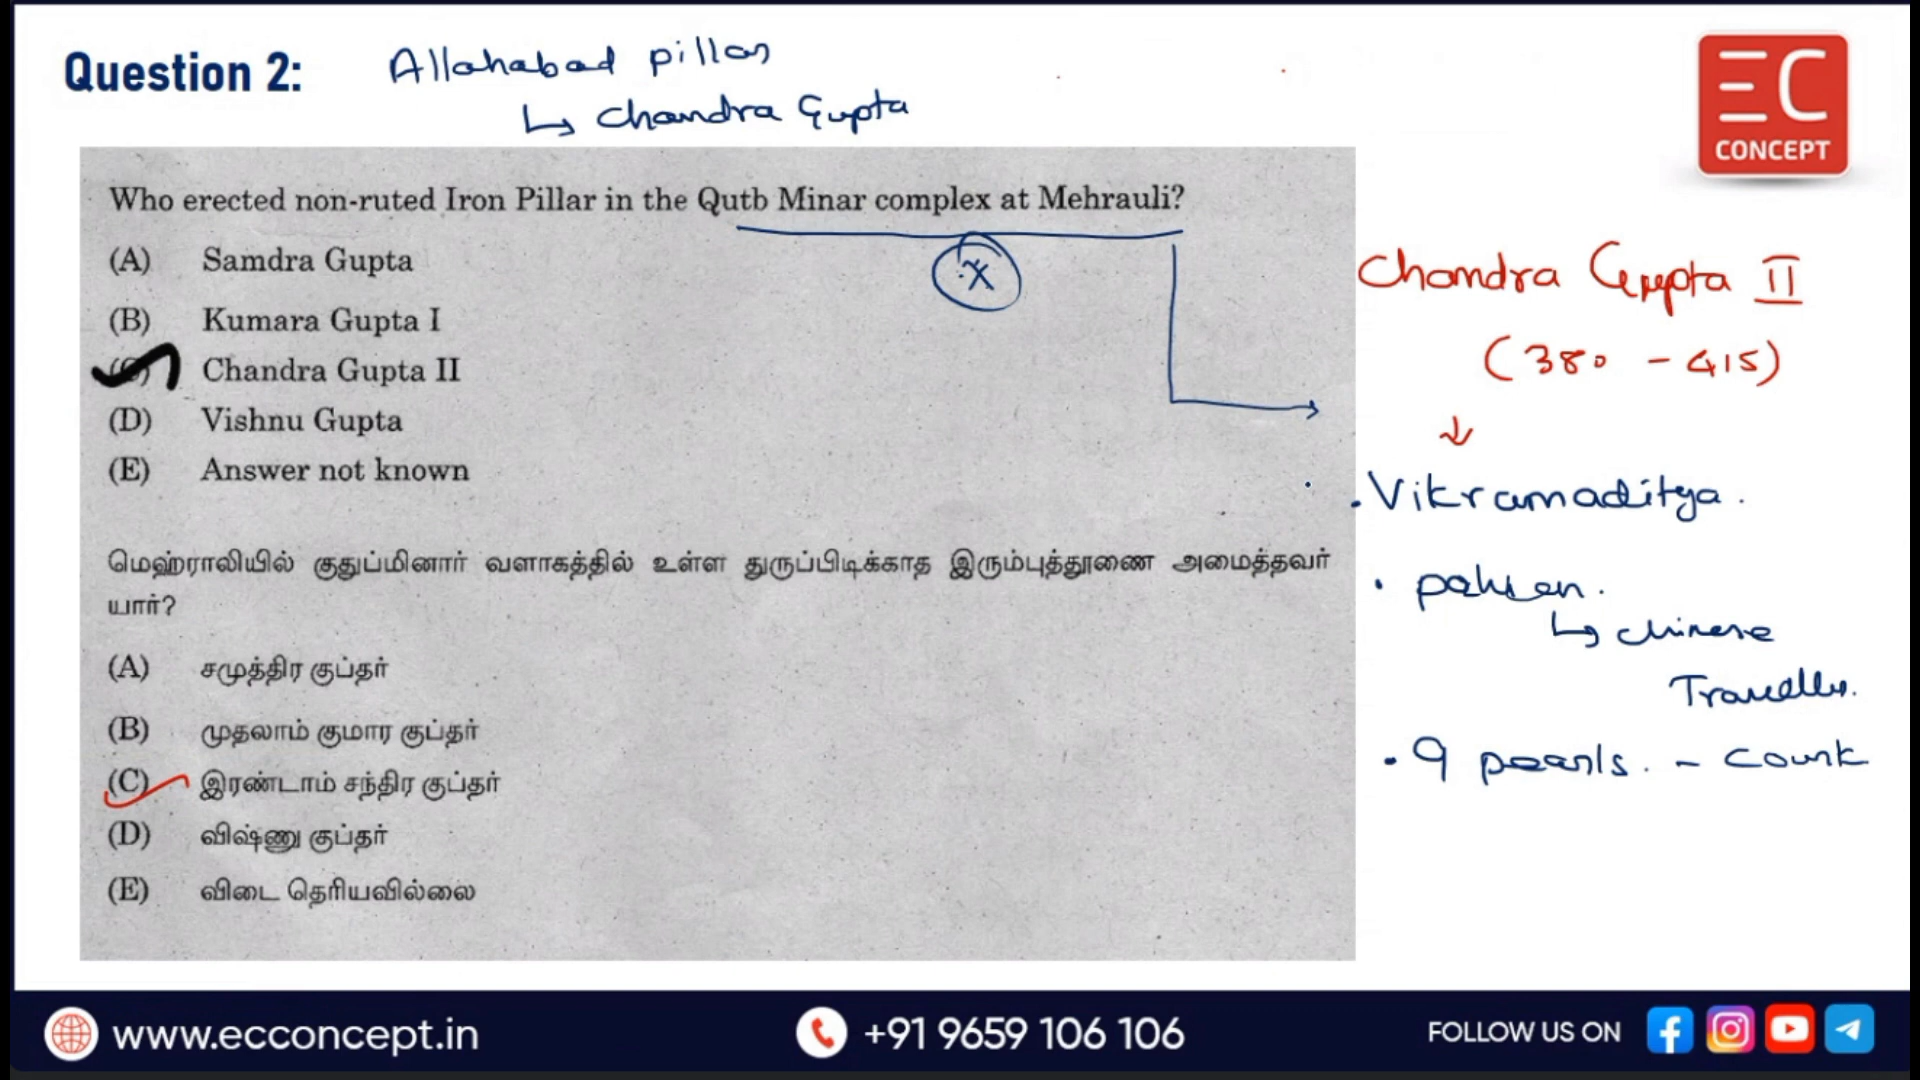 Question 2:
Allahabad pillar
↳ Chandra Gupta
EC
CONCEPT
Who erected non-ruted Iron Pillar in the Qutb Minar complex at Mehrauli?
(A) Samdra Gupta
(B) Kumara Gupta I
(C) Chandra Gupta II
(D) Vishnu Gupta
(E) Answer not known
x
Chandra Gupta II
(380 - 415)
. Vikramaditya.
மெஹ்ராலியில் குதுப்மினார் வளாகத்தில் உள்ள துருப்பிடிக்காத இரும்புத்தூணை அமைத்தவர்
யார்?
(A) சமுத்திர குப்தர்
(B) முதலாம் குமார குப்தர்
(C) இரண்டாம் சந்திர குப்தர்
(D) விஷ்ணு குப்தர்
(E) விடை தெரியவில்லை
↳ chinese
Traveller.
• 9 pearls. - Court
www.ecconcept.in
+91 9659 106 106
FOLLOW US ON